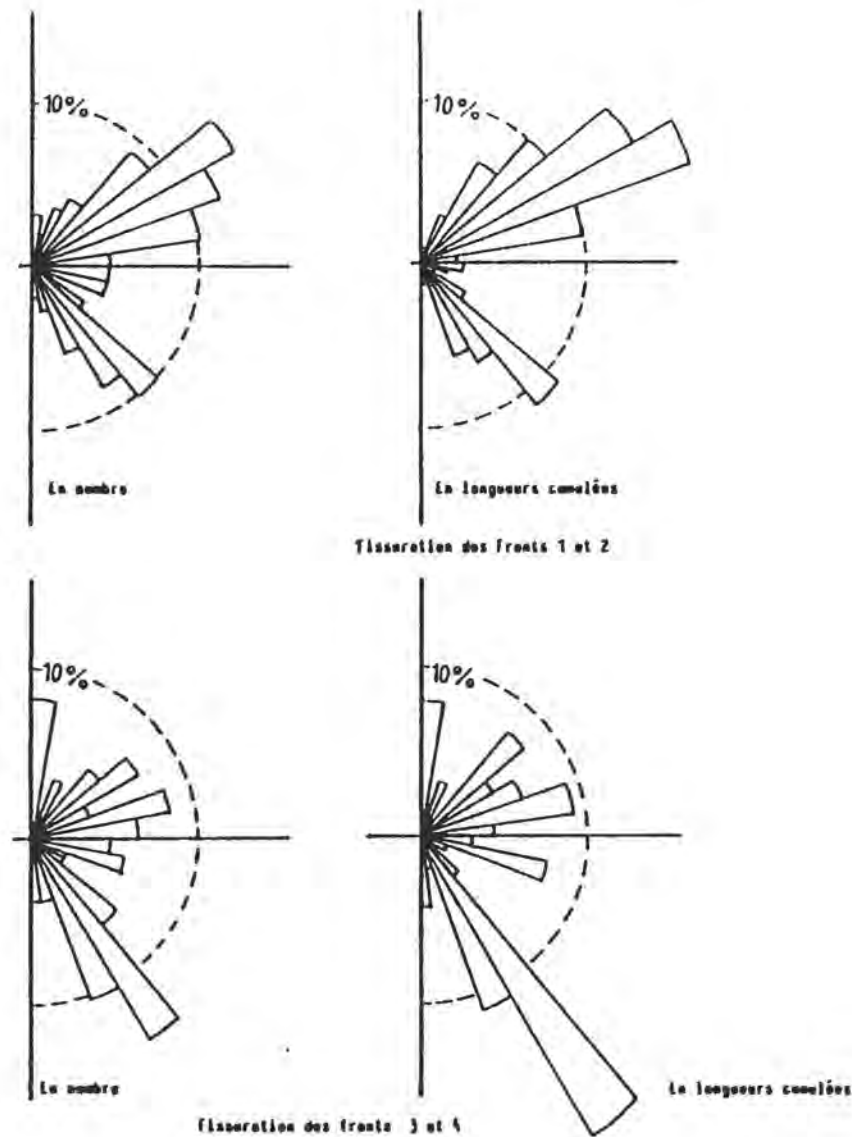 10%
10%
En nombre
En longueurs cumulées
Fissuration des fronts 1 et 2
10%
10%
En nombre
En longueurs cumulées
Fissuration des fronts 3 et 4